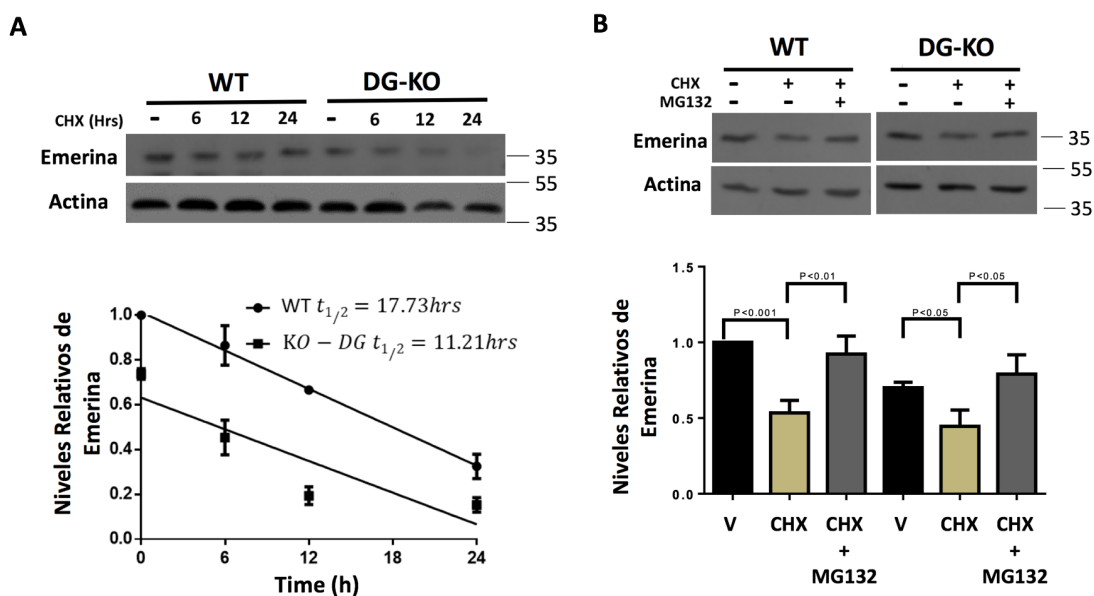 A
WT DG-KO
CHX (Hrs) - 6 12 24 - 6 12 24
Emerina
35
55
Actina
35
WT t1/2 = 17.73hrs
KO − DG t1/2 = 11.21hrs
Niveles Relativos de
Emerina
1.0
0.8
0.6
0.4
0.2
0.0
0 6 12 18 24
Time (h)
B
WT DG-KO
CHX - + + - + +
MG132 - - + - - +
Emerina
35
55
Actina
35
Niveles Relativos de
Emerina
1.5
1.0
0.5
0.0
P<0.01 P<0.05
P<0.001 P<0.05
V CHX CHX V CHX CHX
+ +
MG132 MG132